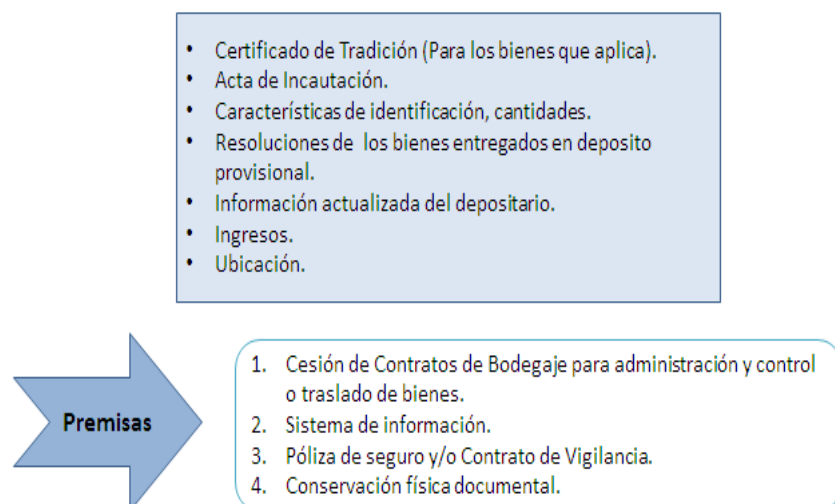 • Certificado de Tradición (Para los bienes que aplica).
• Acta de Incautación.
• Características de identificación, cantidades.
• Resoluciones de los bienes entregados en deposito
provisional.
• Información actualizada del depositario.
• Ingresos.
• Ubicación.
Premisas
1. Cesión de Contratos de Bodegaje para administración y control
o traslado de bienes.
2. Sistema de información.
3. Póliza de seguro y/o Contrato de Vigilancia.
4. Conservación física documental.